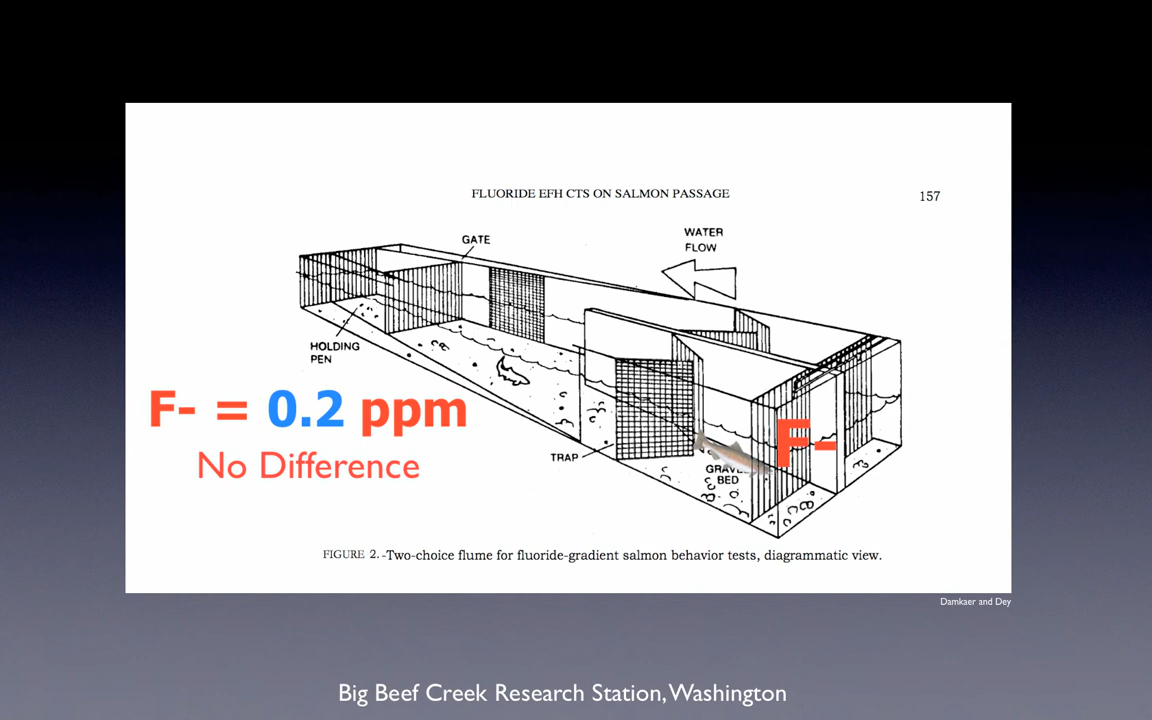 FLUORIDE EFH CTS ON SALMON PASSAGE
157
GATE
WATER
FLOW
HOLDING
PEN
F- = 0.2 ppm
No Difference
F-
TRAP
GRAVEL
BED
FIGURE 2.-Two-choice flume for fluoride-gradient salmon behavior tests, diagrammatic view.
Damkaer and Dey
Big Beef Creek Research Station, Washington